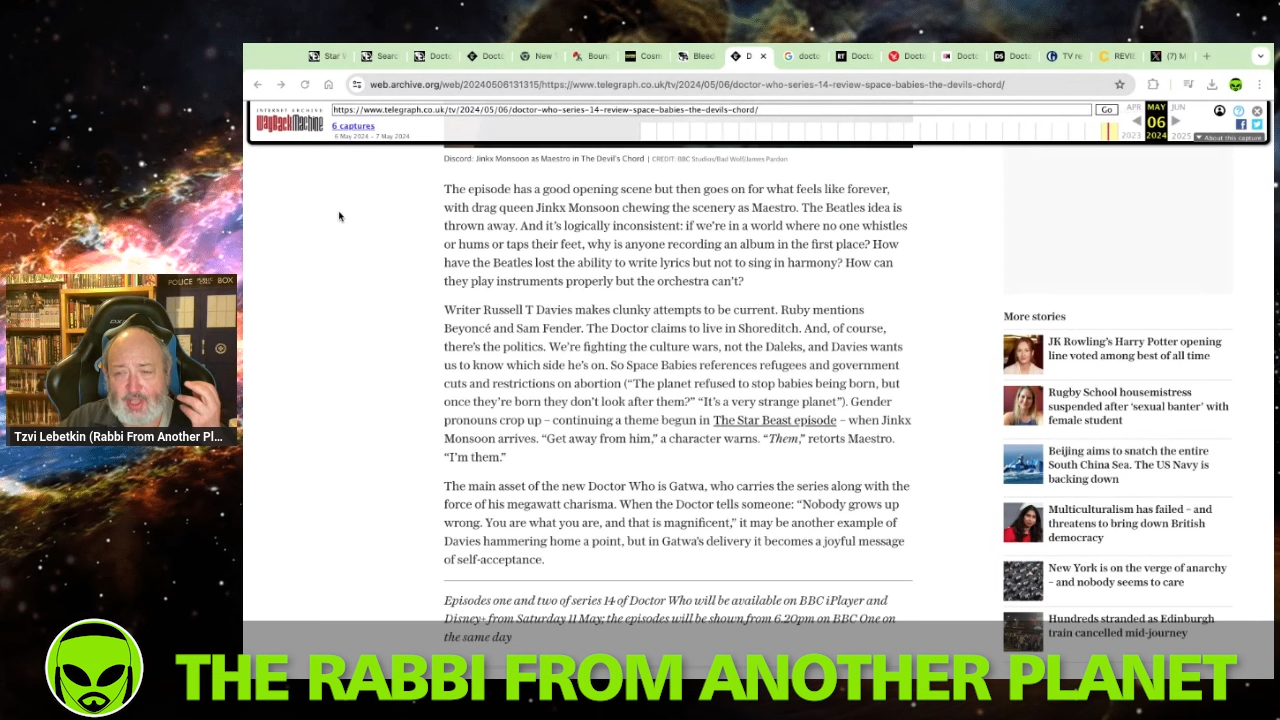 Star
Searc
Docto
Docto
New
Boun
Cosm
Bleed
D
docto
Docto
Docto
Docto
Docto
TV re
REVIE
(7) M
web.archive.org/web/20240506131315/https://www.telegraph.co.uk/tv/2024/05/06/doctor-who-series-14-review-space-babies-the-devils-chord/
INTERNET ARCHIVE
WayBackMachine
https://www.telegraph.co.uk/tv/2024/05/06/doctor-who-series-14-review-space-babies-the-devils-chord/
Go
APR MAY JUN
06
2023 2024 2025
6 captures
6 May 2024 – 7 May 2024
About this capture
Discord: Jinkx Monsoon as Maestro in The Devil's Chord | CREDIT: BBC Studios/Bad Wolf/James Pardon
The episode has a good opening scene but then goes on for what feels like forever,
with drag queen Jinkx Monsoon chewing the scenery as Maestro. The Beatles idea is
thrown away. And it's logically inconsistent: if we're in a world where no one whistles
or hums or taps their feet, why is anyone recording an album in the first place? How
have the Beatles lost the ability to write lyrics but not to sing in harmony? How can
they play instruments properly but the orchestra can't?
Writer Russell T Davies makes clunky attempts to be current. Ruby mentions
Beyoncé and Sam Fender. The Doctor claims to live in Shoreditch. And, of course,
there's the politics. We're fighting the culture wars, not the Daleks, and Davies wants
us to know which side he's on. So Space Babies references refugees and government
cuts and restrictions on abortion ("The planet refused to stop babies being born, but
once they're born they don't look after them?" "It's a very strange planet"). Gender
pronouns crop up – continuing a theme begun in The Star Beast episode – when Jinkx
Monsoon arrives. "Get away from him," a character warns. "Them," retorts Maestro.
"I'm them."
The main asset of the new Doctor Who is Gatwa, who carries the series along with the
force of his megawatt charisma. When the Doctor tells someone: "Nobody grows up
wrong. You are what you are, and that is magnificent," it may be another example of
Davies hammering home a point, but in Gatwa's delivery it becomes a joyful message
of self-acceptance.
Episodes one and two of series 14 of Doctor Who will be available on BBC iPlayer and
Disney+ from Saturday 11 May; the episodes will be shown from 6.20pm on BBC One on
the same day
More stories
JK Rowling's Harry Potter opening
line voted among best of all time
Rugby School housemistress
suspended after 'sexual banter' with
female student
Beijing aims to snatch the entire
South China Sea. The US Navy is
backing down
Multiculturalism has failed – and
threatens to bring down British
democracy
New York is on the verge of anarchy
– and nobody seems to care
Hundreds stranded as Edinburgh
train cancelled mid-journey
POLICE BOX
Tzvi Lebetkin (Rabbi From Another Pl...
THE RABBI FROM ANOTHER PLANET